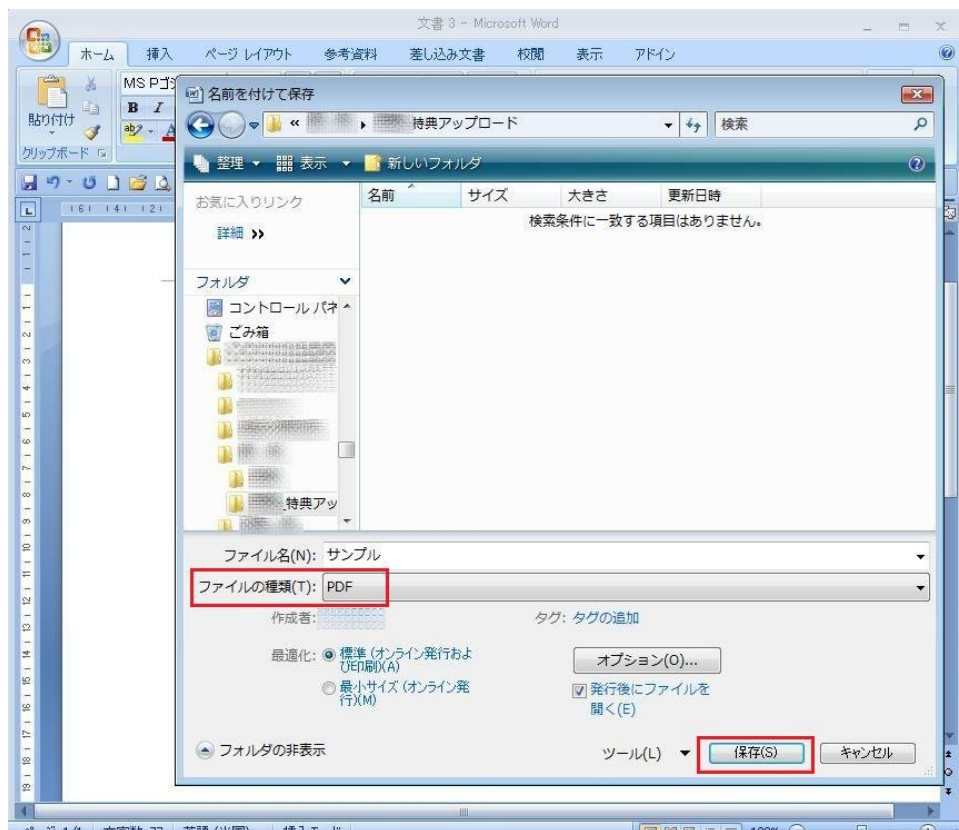 文書 3 - Microsoft Word
ホーム 挿入 ページ レイアウト 参考資料 差し込み文書 校閲 表示 アドイン
貼り付け
クリップボード
MS Pゴシ
B I
名前を付けて保存
« 特典アップロード
検索
整理 表示 新しいフォルダ
お気に入りリンク
詳細 »
名前 サイズ 大きさ 更新日時
検索条件に一致する項目はありません。
フォルダ
コントロール パネ
ごみ箱
_特典アッ
ファイル名(N): サンプル
ファイルの種類(T): PDF
作成者:
タグ: タグの追加
最適化: 標準 (オンライン発行およ
び印刷)(A)
最小サイズ (オンライン発
行)(M)
オプション(O)...
発行後にファイルを
開く(E)
フォルダの非表示
ツール(L) 保存(S) キャンセル